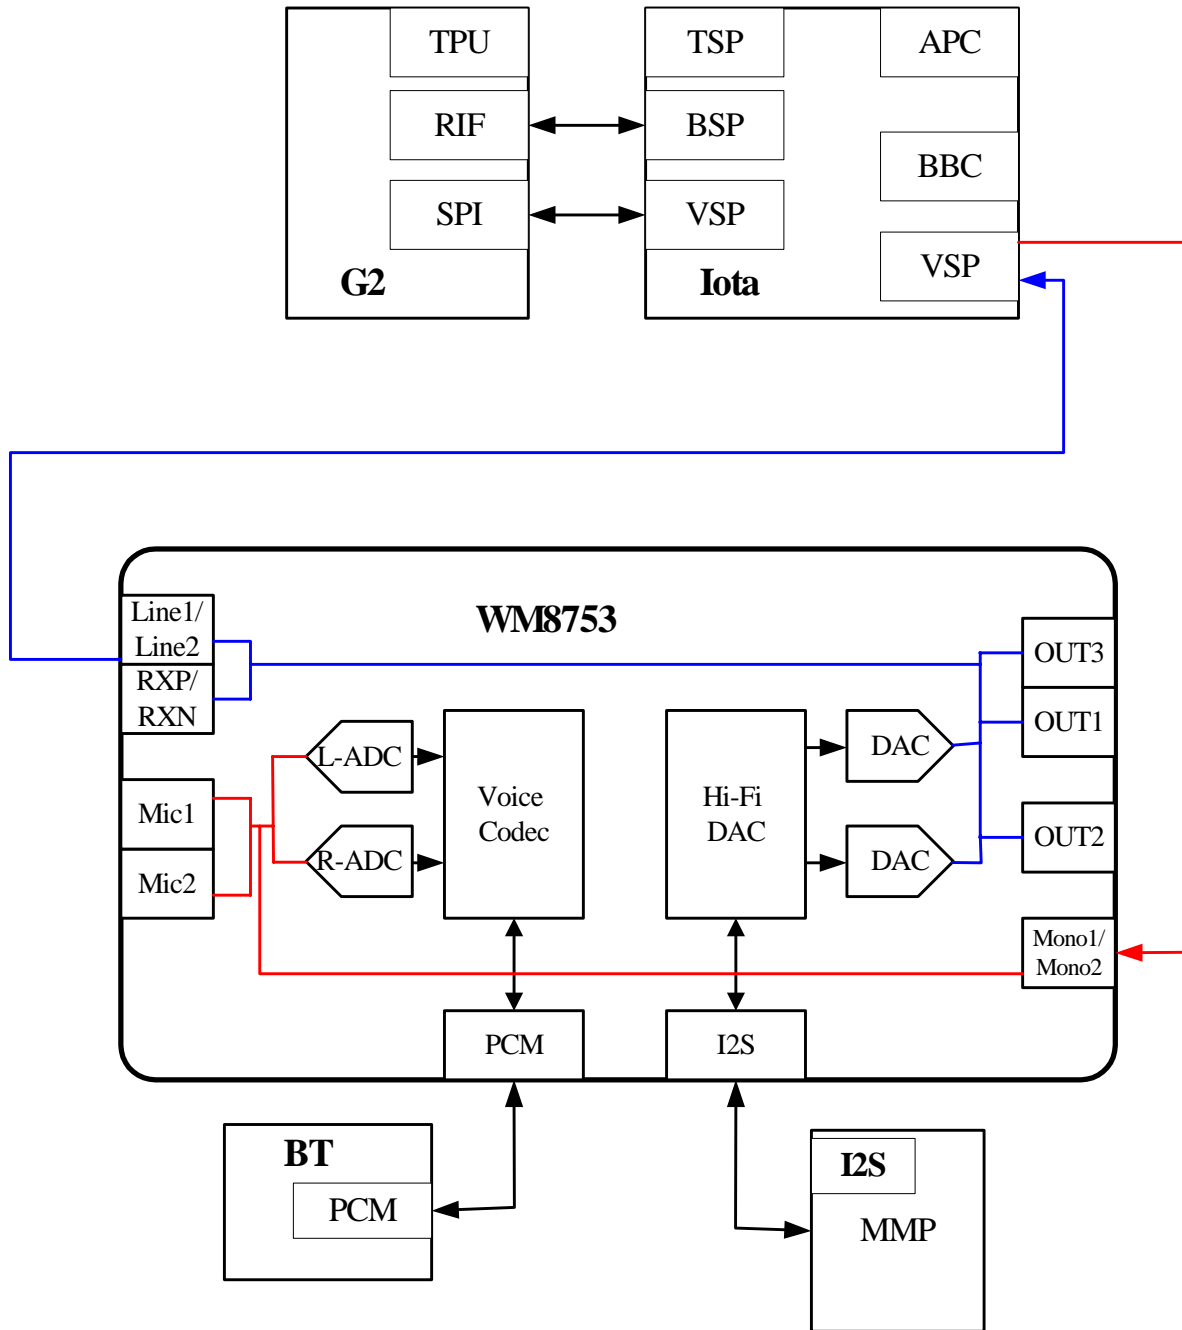 TPU
TSP
APC
RIF
BSP
BBC
SPI
VSP
VSP
G2
Iota
Line1/
Line2
WM8753
RXP/
RXN
OUT3
OUT1
L-ADC
DAC
Mic1
Voice
Codec
Hi-Fi
DAC
OUT2
R-ADC
DAC
Mic2
Mono1/
Mono2
PCM
I2S
BT
I2S
PCM
MMP